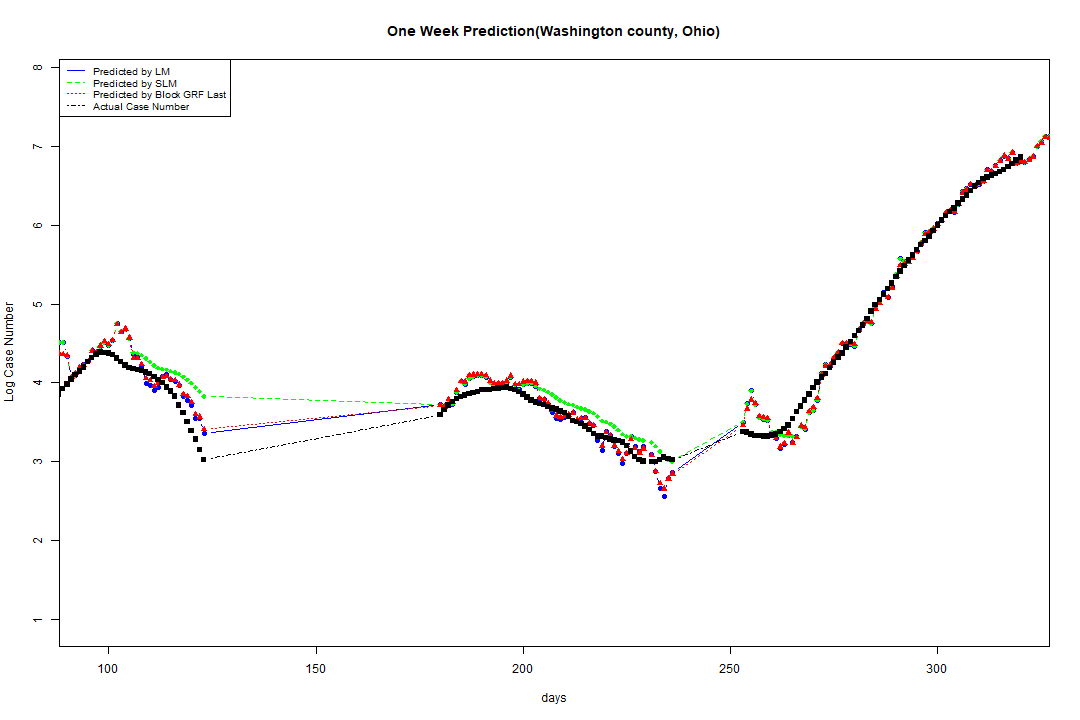 One Week Prediction(Washington county, Ohio)
Predicted by LM
Predicted by SLM
Predicted by Block GRF Last
Actual Case Number
8
7
6
5
4
3
2
1
Log Case Number
100 150 200 250 300
days